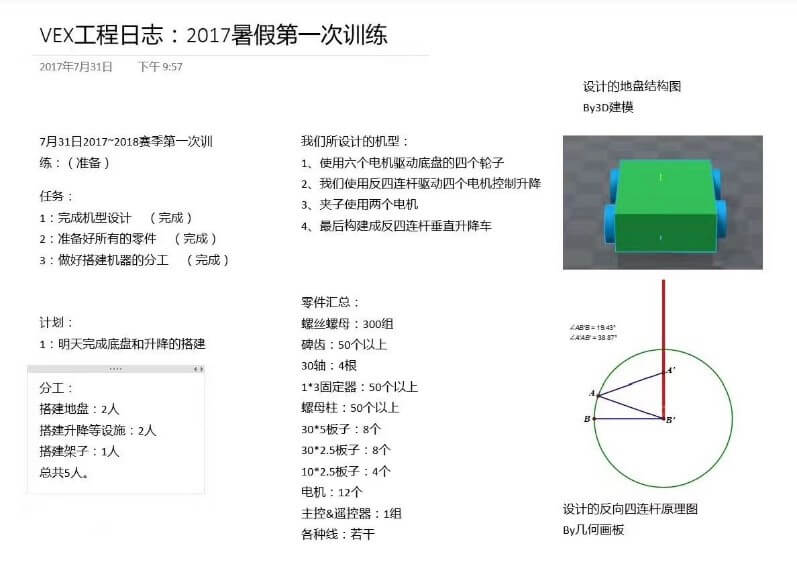 VEX工程日志：2017暑假第一次训练
2017年7月31日 下午 9:57
7月31日2017~2018赛季第一次训
练：（准备）
任务：
1：完成机型设计 （完成）
2：准备好所有的零件 （完成）
3：做好搭建机器的分工 （完成）
计划：
1：明天完成底盘和升降的搭建
分工：
搭建地盘：2人
搭建升降等设施：2人
搭建架子：1人
总共5人。
我们所设计的机型：
1、使用六个电机驱动底盘的四个轮子
2、我们使用反四连杆驱动四个电机控制升降
3、夹子使用两个电机
4、最后构建成反四连杆垂直升降车
零件汇总：
螺丝螺母：300组
碑齿：50个以上
30轴：4根
1*3固定器：50个以上
螺母柱：50个以上
30*5板子：8个
30*2.5板子：8个
10*2.5板子：4个
电机：12个
主控&遥控器：1组
各种线：若干
设计的地盘结构图
By3D建模
∠AB'B = 19.43°
∠A'AB' = 38.87°
A'
A
B
B'
设计的反向四连杆原理图
By几何画板